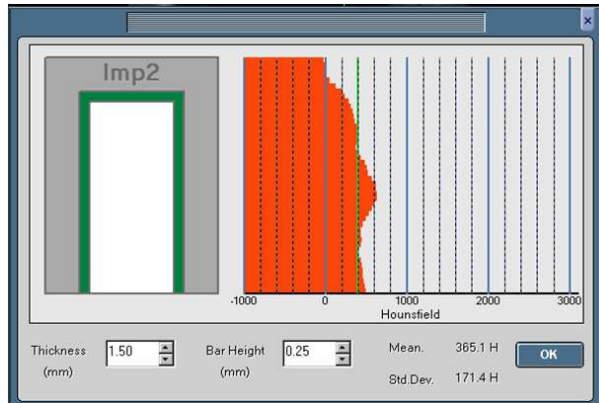 Imp2
-1000 0 1000 2000 3000
Hounsfield
Thickness 1.50 Bar Height 0.25 Mean. 365.1 H OK
(mm) (mm) Std.Dev. 171.4 H